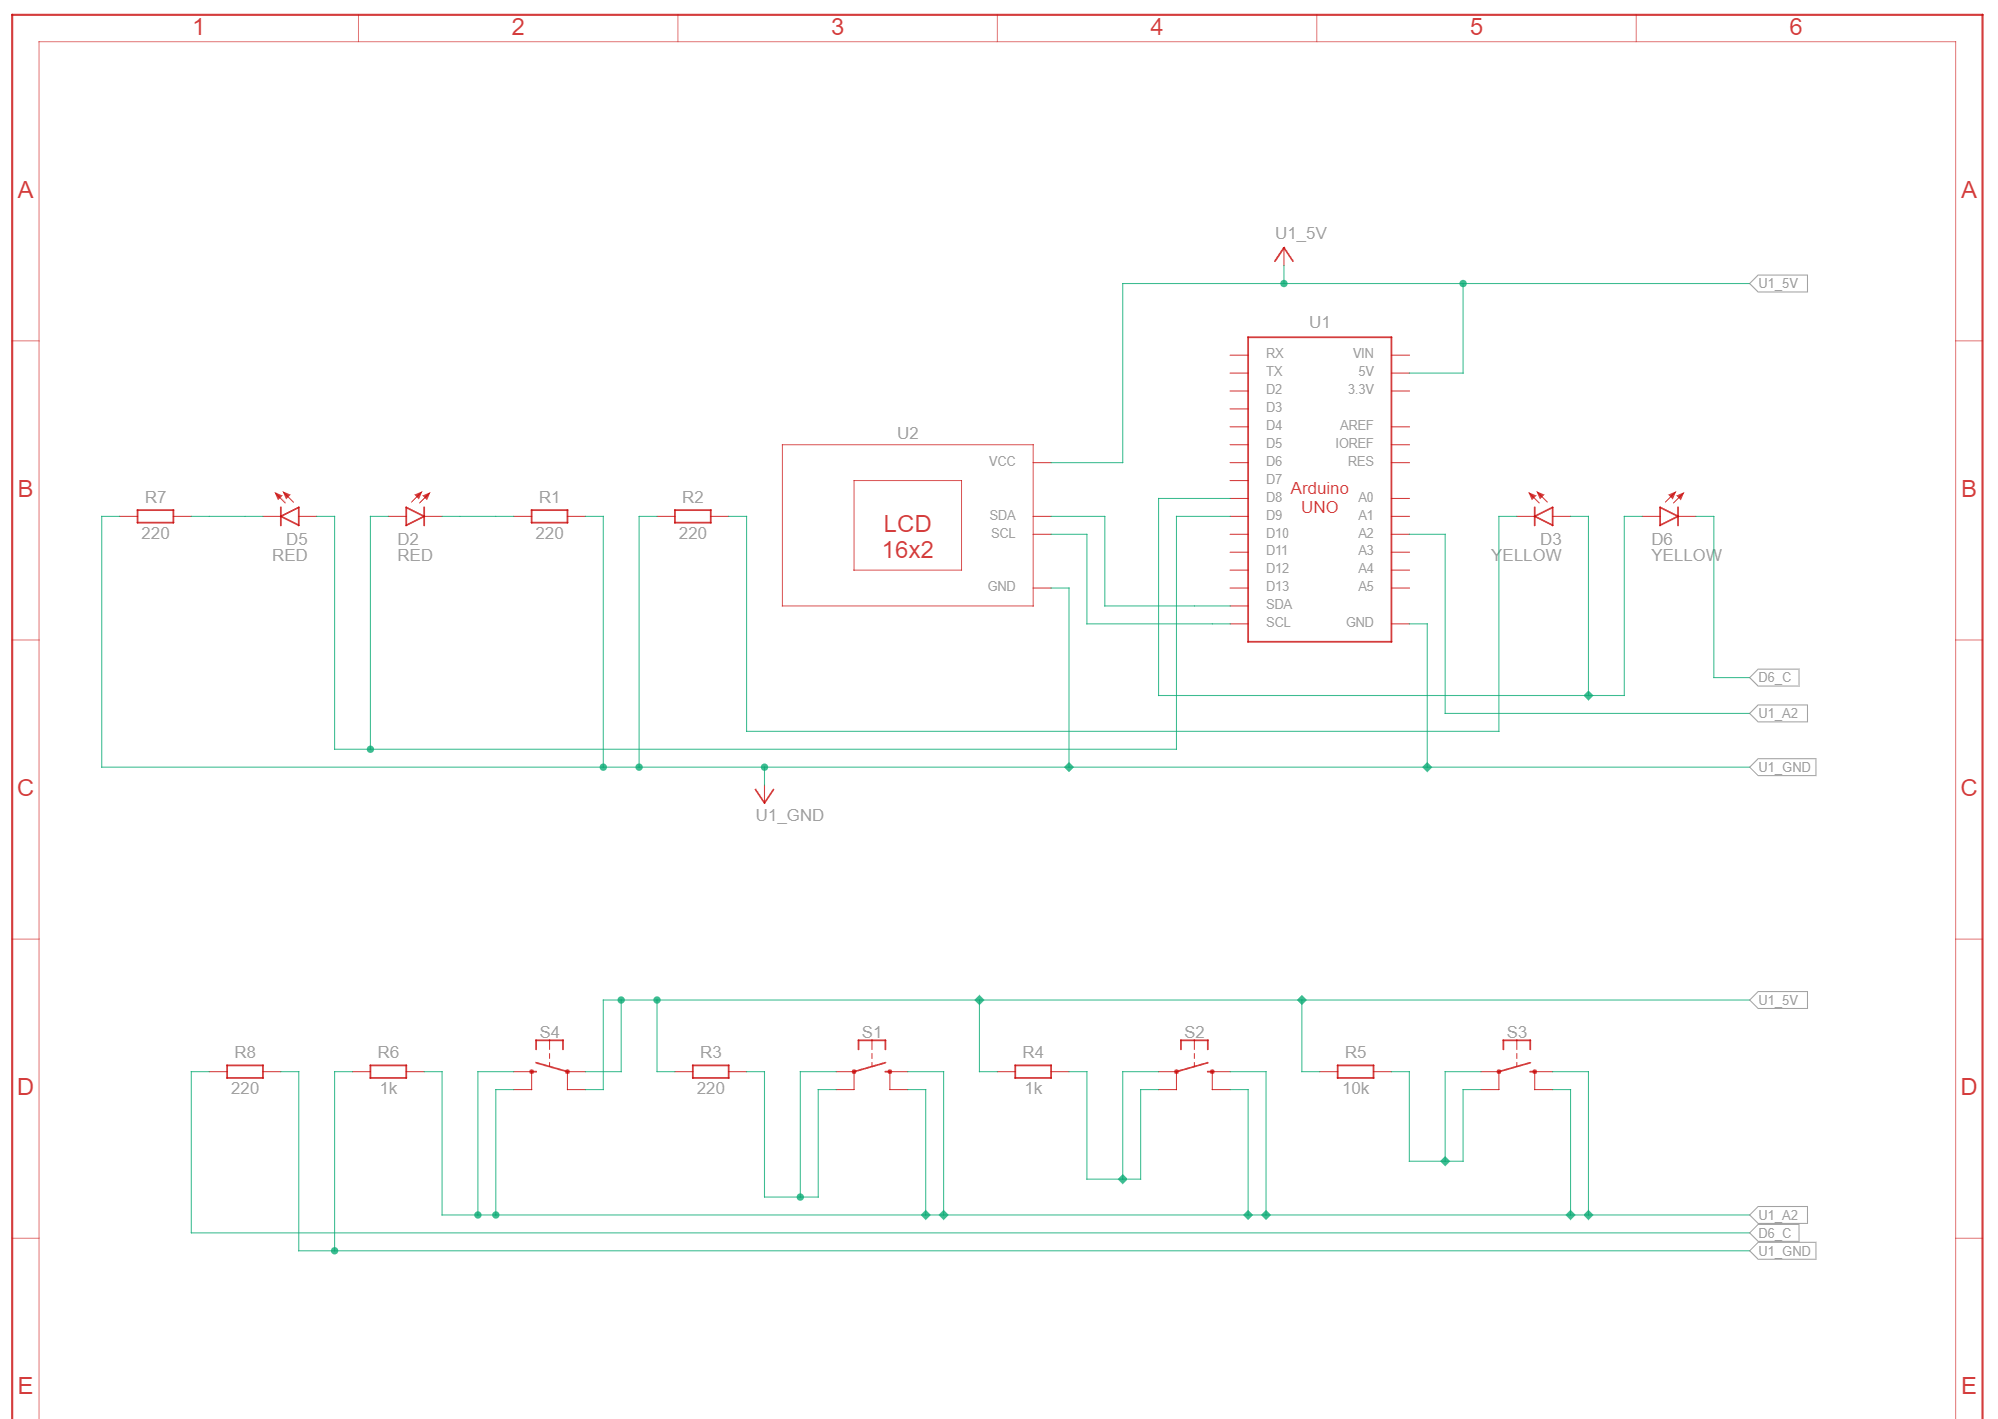 1 2 3 4 5 6
A A
U1_5V
U1_5V
U1
RX VIN
TX 5V
D2 3.3V
D3
D4 AREF
D5 IOREF
D6 RES
D7
D8 A0
D9 A1
D10 A2
D11 A3
D12 A4
D13 A5
SDA
SCL GND
Arduino
UNO
U2
VCC
SDA
SCL
GND
LCD
16x2
B B
R7
220
D5
RED
D2
RED
R1
220
R2
220
D3
YELLOW
D6
YELLOW
D6_C
U1_A2
U1_GND
U1_GND
C C
U1_5V
S4 S1 S2 S3
R8
220
R6
1k
R3
220
R4
1k
R5
10k
D D
U1_A2
D6_C
U1_GND
E E